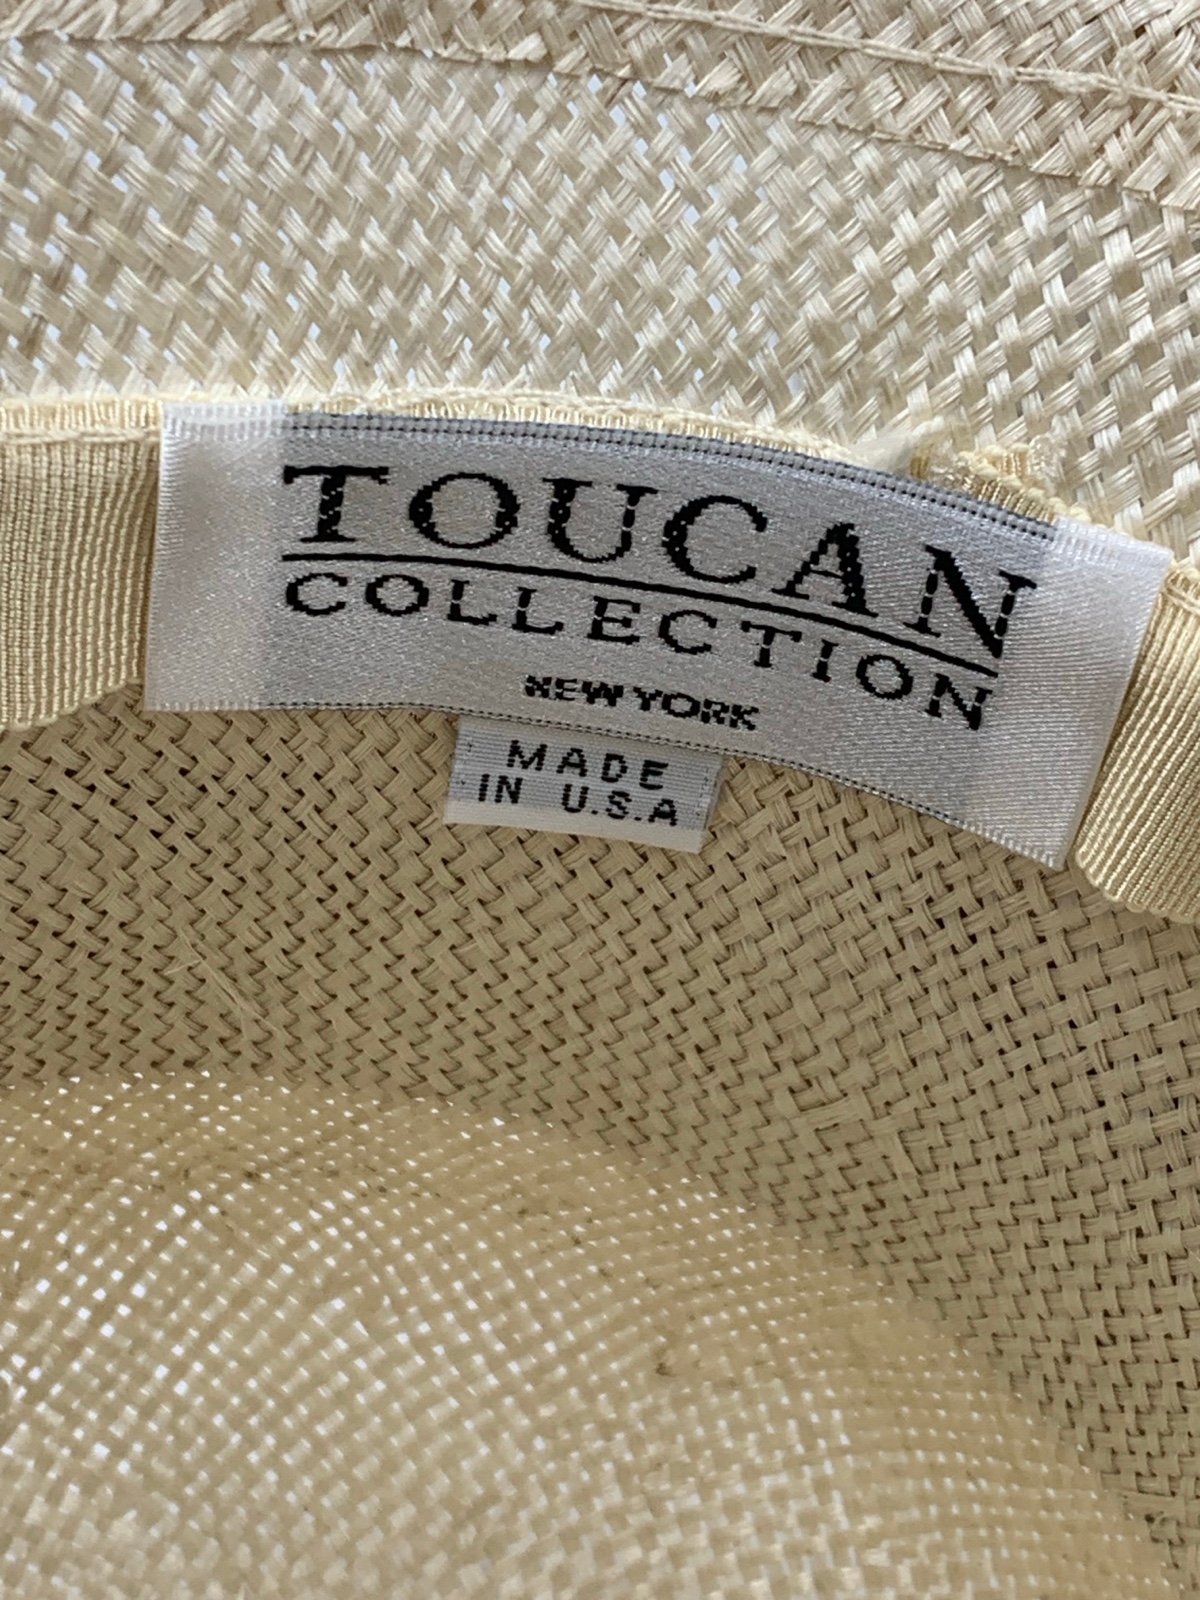 TOUCAN
COLLECTION
NEW YORK
MADE
IN U.S.A